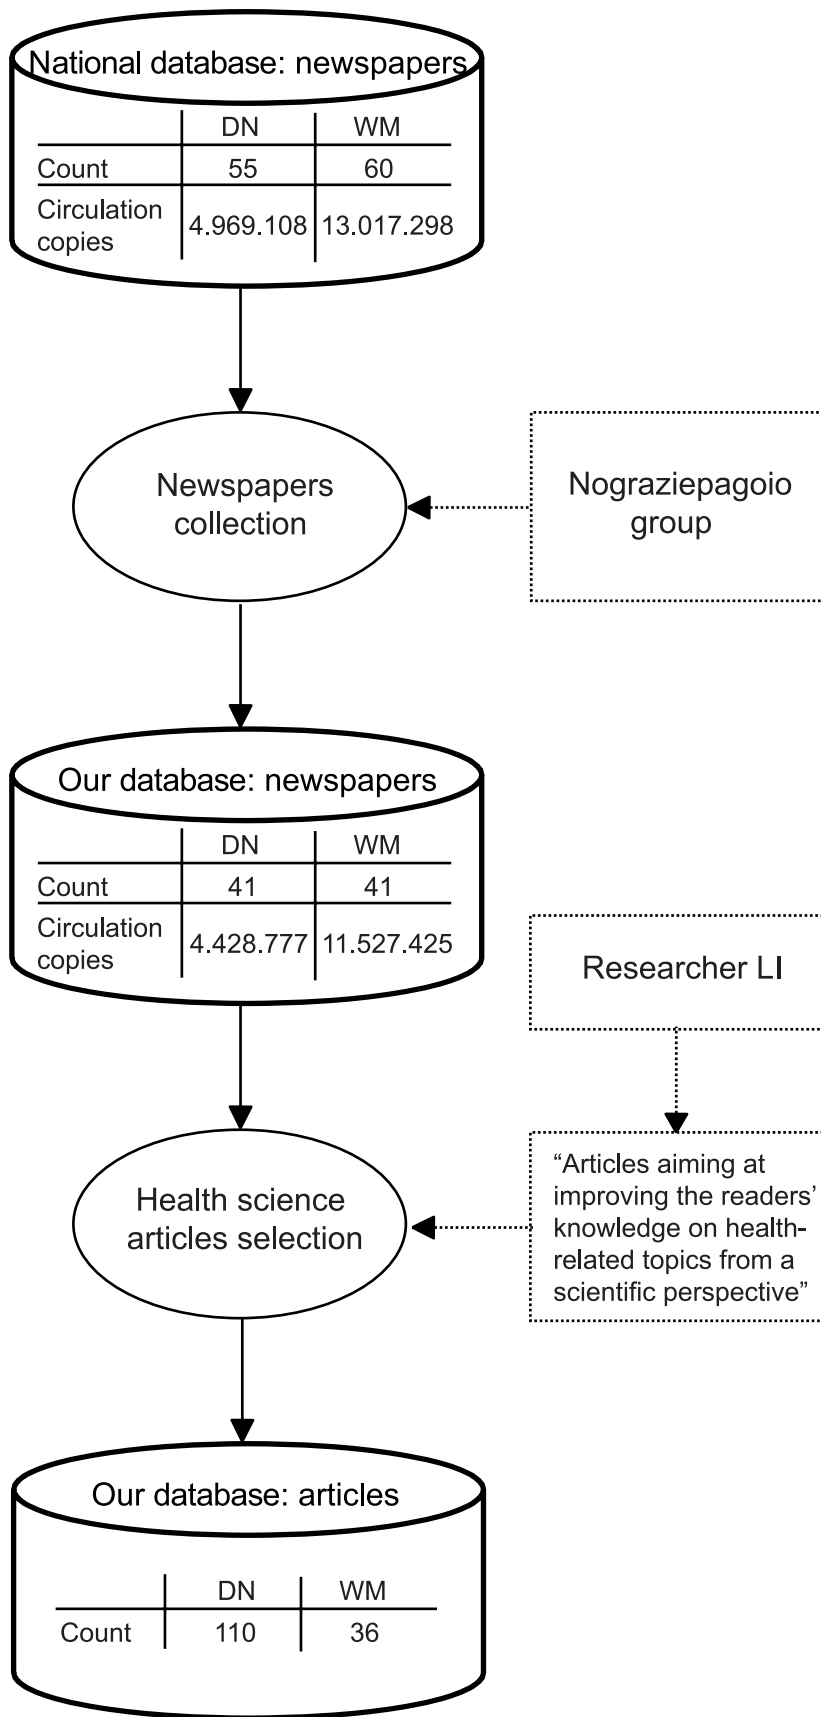 National database: newspapers
DN WM
Count 55 60
Circulation
copies 4.969.108 13.017.298
Newspapers
collection
Nograziepagoio
group
Our database: newspapers
DN WM
Count 41 41
Circulation
copies 4.428.777 11.527.425
Researcher LI
Health science
articles selection
“Articles aiming at
improving the readers’
knowledge on health-
related topics from a
scientific perspective”
Our database: articles
DN WM
Count 110 36